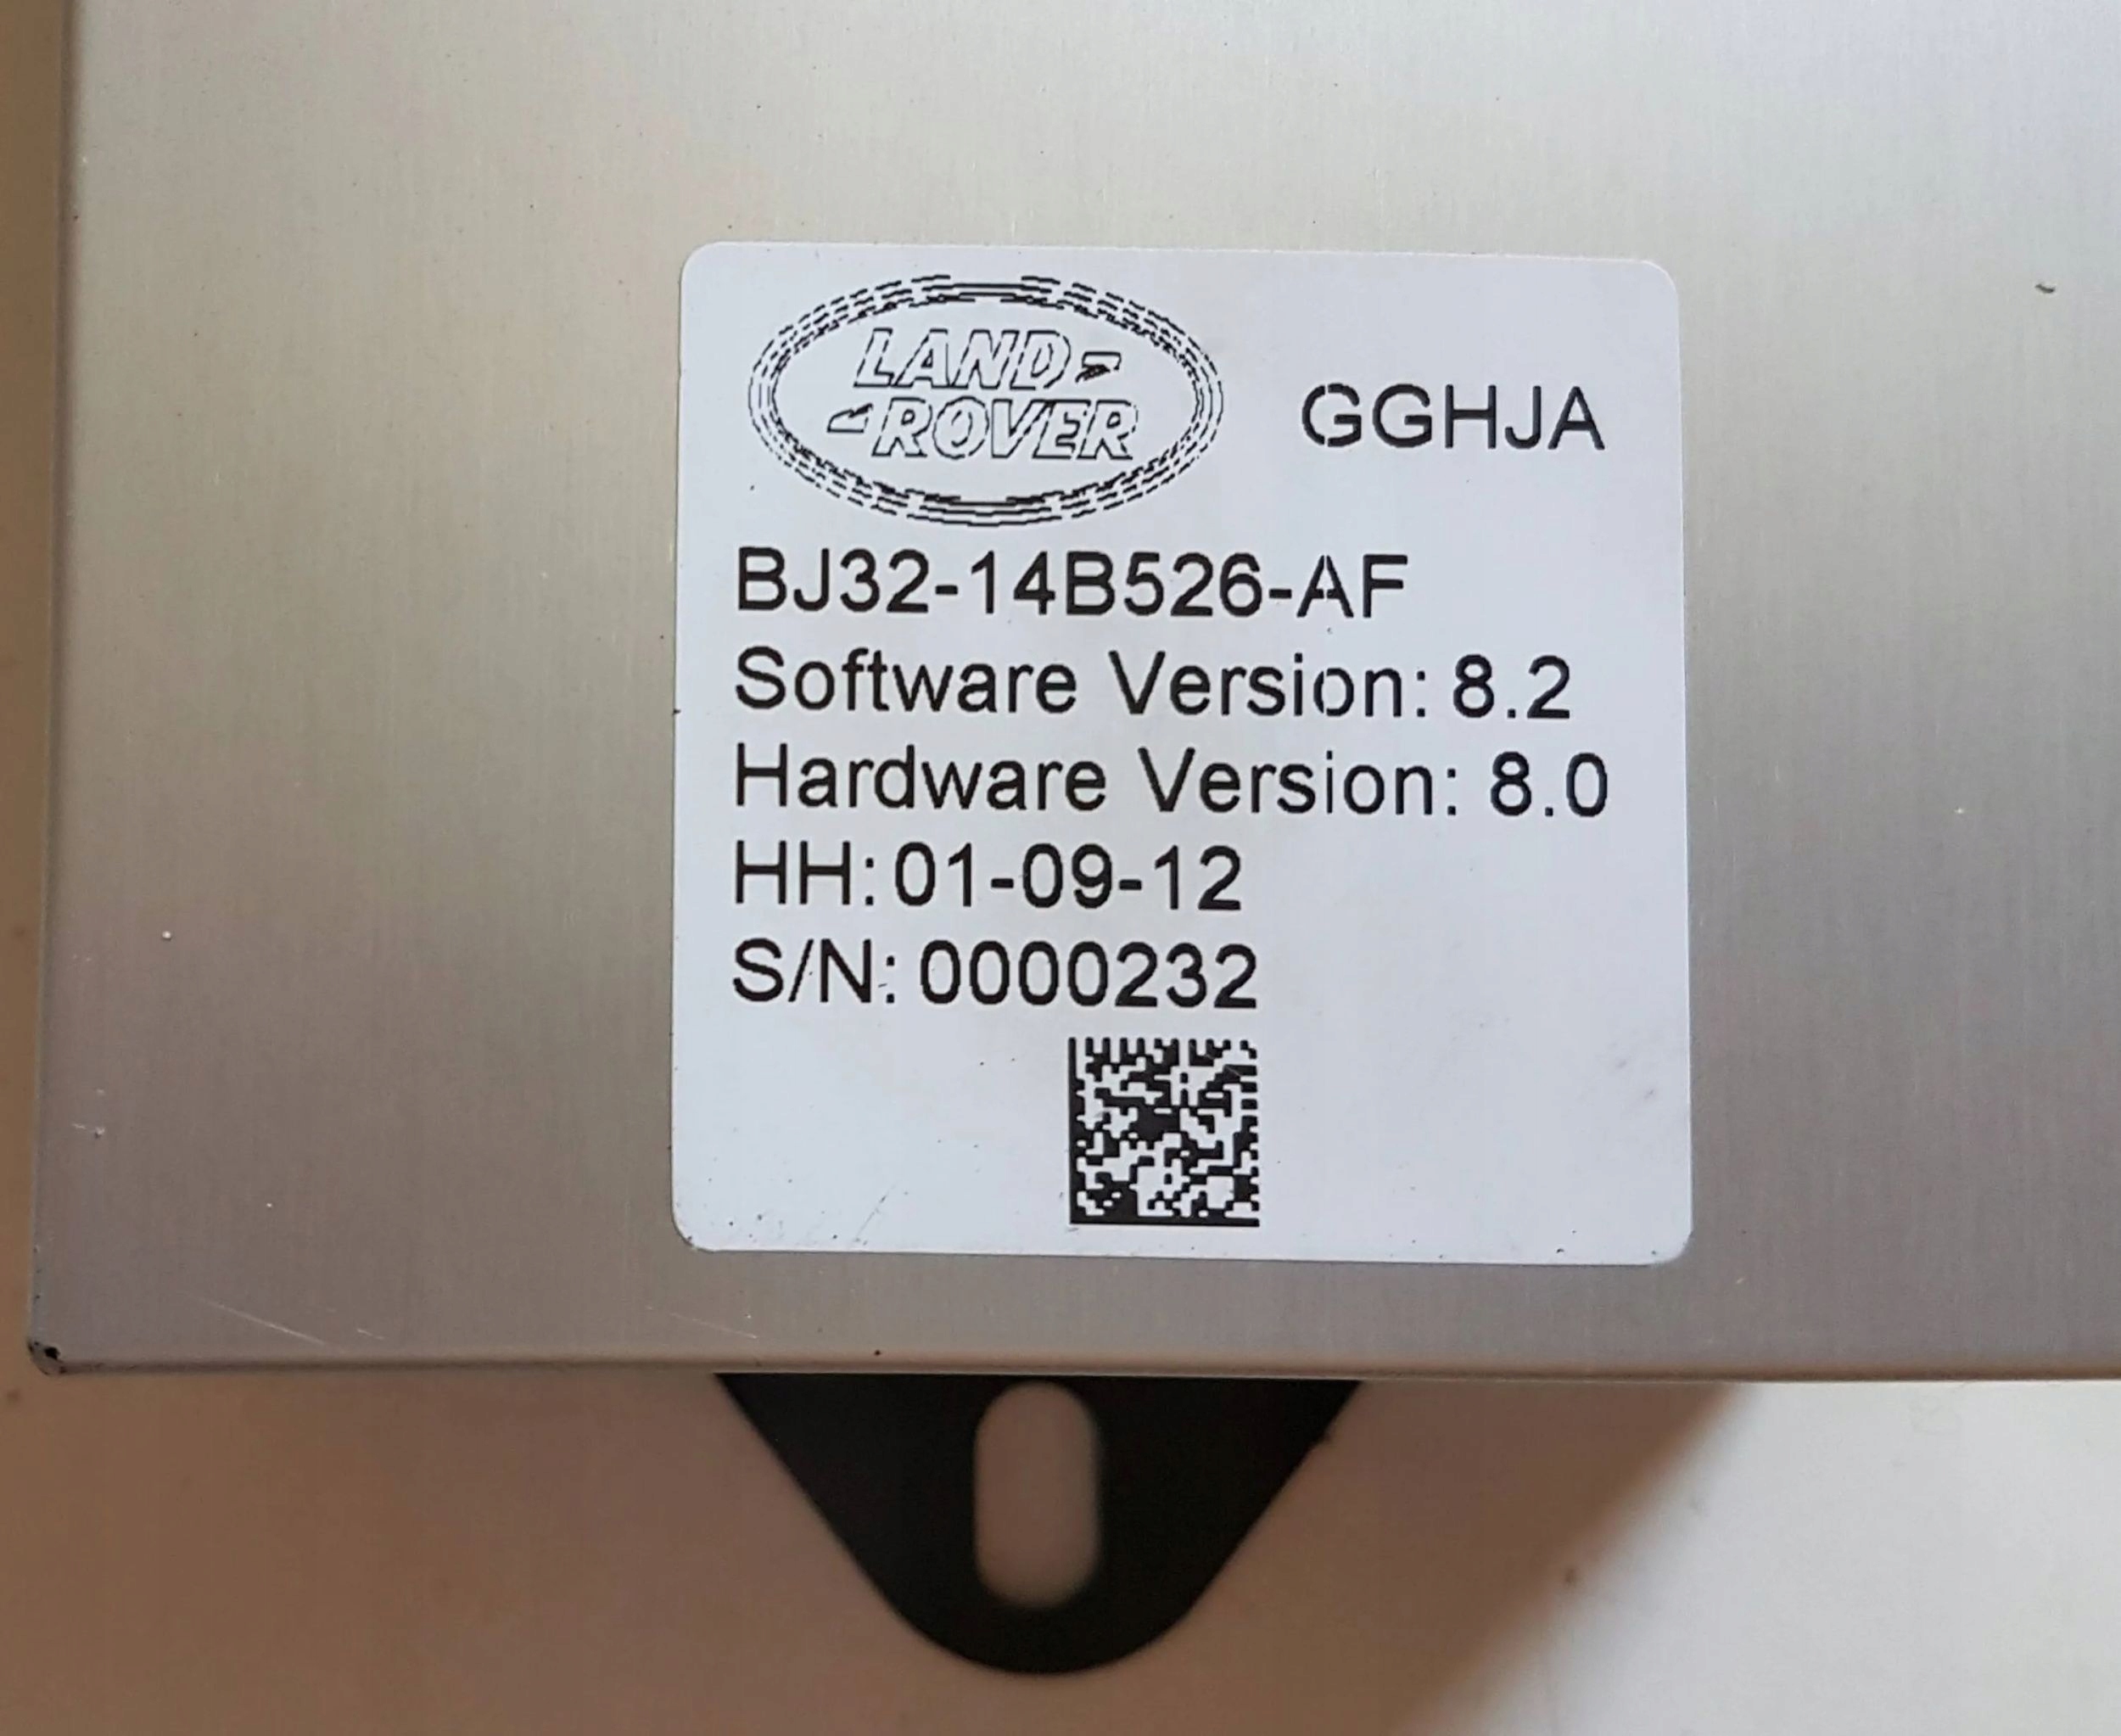 LAND
ROVER
GGHJA
BJ32-14B526-AF
Software Version: 8.2
Hardware Version: 8.0
HH: 01-09-12
S/N: 0000232